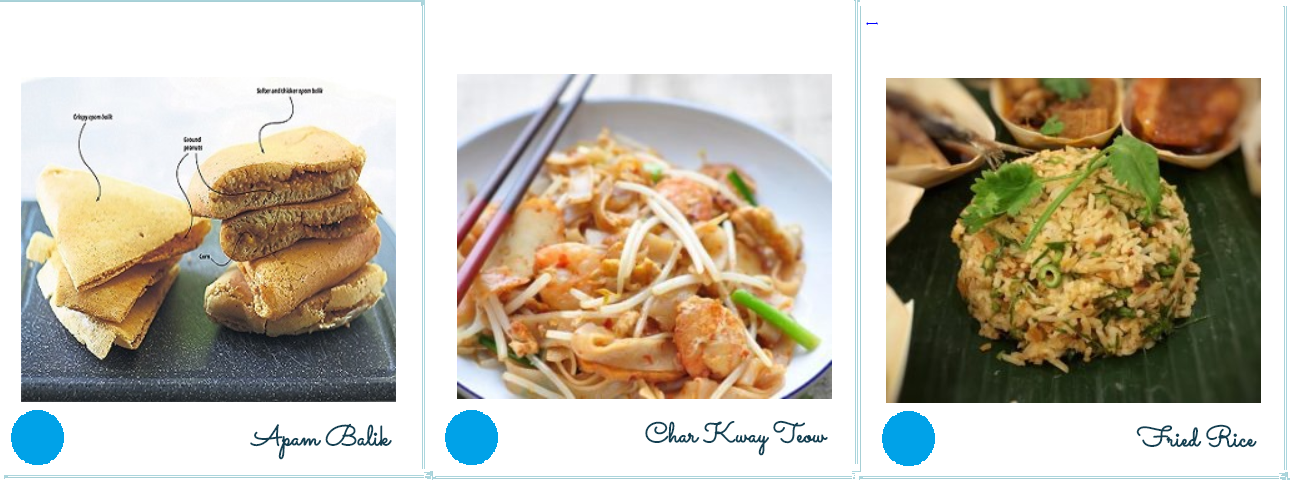 Softer and thicker apam balik
Crispy apam balik
Ground
peanuts
Corn
Apam Balik
Char Kway Teow
Fried Rice